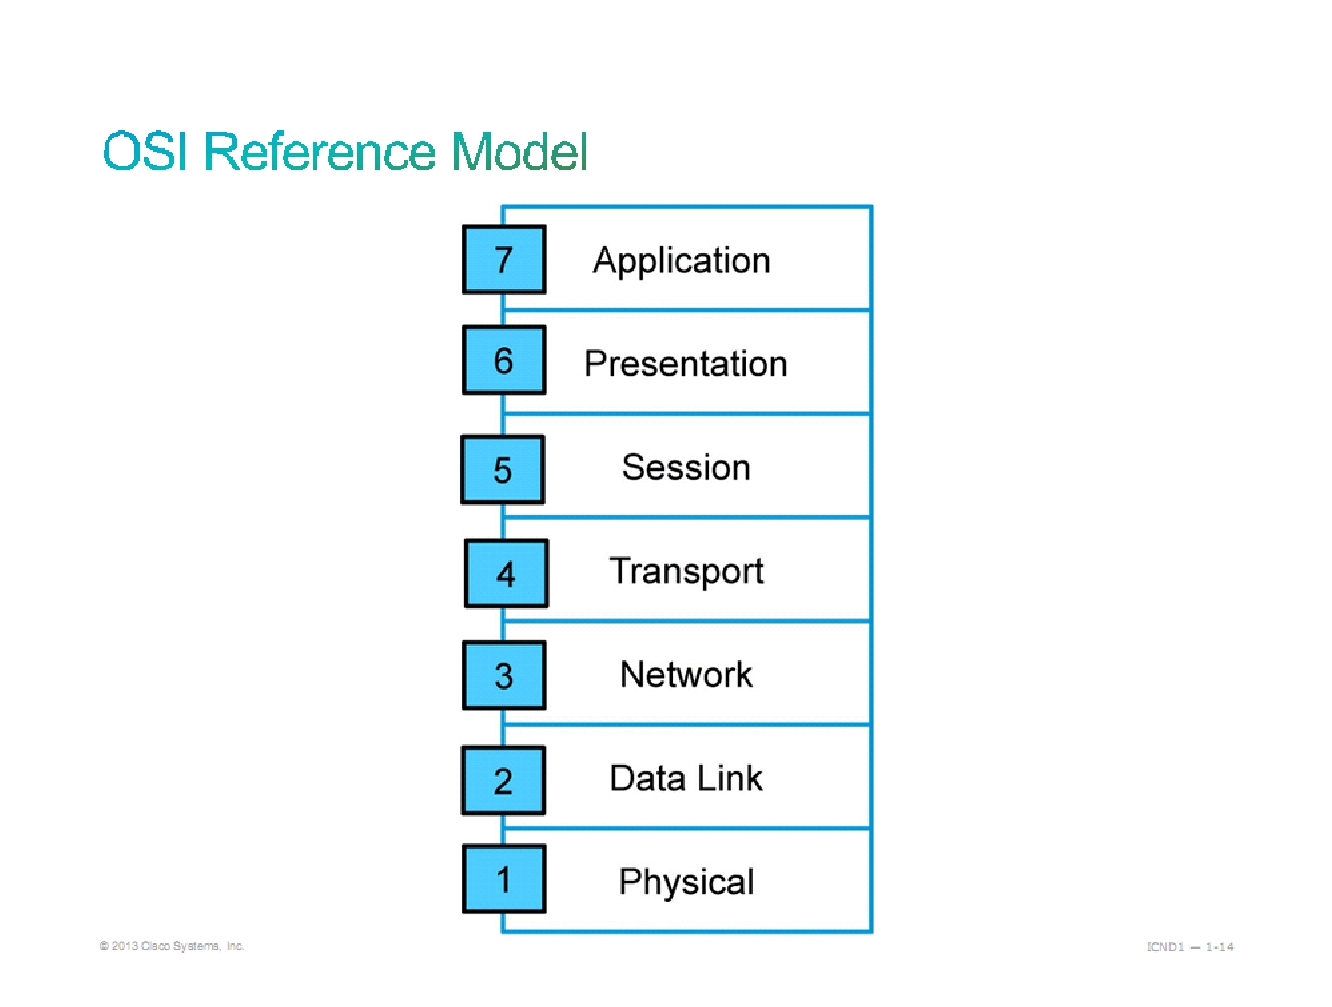 OSI Reference Model
7 Application
6 Presentation
5 Session
4 Transport
3 Network
2 Data Link
1 Physical
© 2013 Cisco Systems, Inc.
ICND1 — 1-14